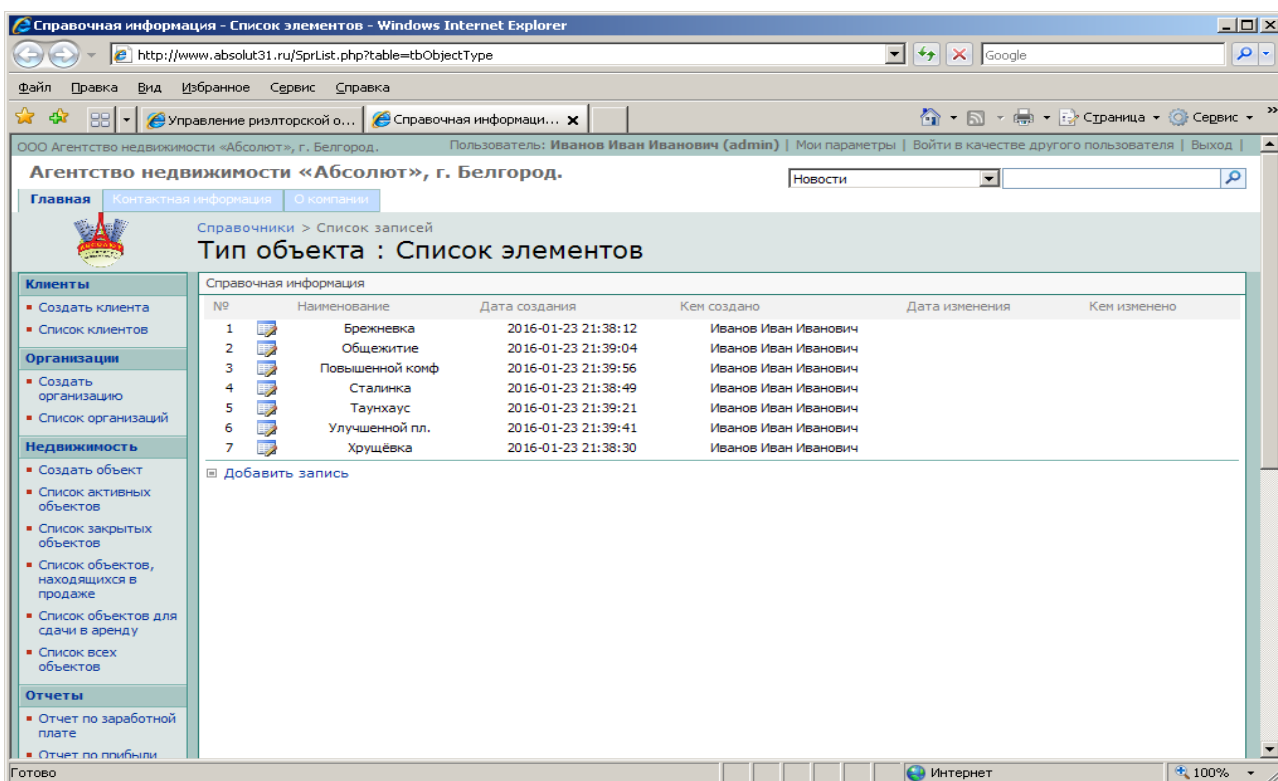 Справочная информация - Список элементов - Windows Internet Explorer
http://www.absolut31.ru/SprList.php?table=tbObjectType
Google
Файл Правка Вид Избранное Сервис Справка
Управление риэлторской о... Справочная информаци... Страница Сервис
ООО Агентство недвижимости «Абсолют», г. Белгород. Пользователь: Иванов Иван Иванович (admin) | Мои параметры | Войти в качестве другого пользователя | Выход |
Агентство недвижимости «Абсолют», г. Белгород.
Новости
Главная Контактная информация О компании
Справочники > Список записей
Тип объекта : Список элементов
Клиенты
Создать клиента
Список клиентов
Организации
Создать
организацию
Список организаций
Недвижимость
Создать объект
Список активных
объектов
Список закрытых
объектов
Список объектов,
находящихся в
продаже
Список объектов для
сдачи в аренду
Список всех
объектов
Отчеты
Отчет по заработной
плате
Отчет по прибыли
Справочная информация
№ Наименование Дата создания Кем создано Дата изменения Кем изменено
1 Брежневка 2016-01-23 21:38:12 Иванов Иван Иванович
2 Общежитие 2016-01-23 21:39:04 Иванов Иван Иванович
3 Повышенной комф 2016-01-23 21:39:56 Иванов Иван Иванович
4 Сталинка 2016-01-23 21:38:49 Иванов Иван Иванович
5 Таунхаус 2016-01-23 21:39:21 Иванов Иван Иванович
6 Улучшенной пл. 2016-01-23 21:39:41 Иванов Иван Иванович
7 Хрущёвка 2016-01-23 21:38:30 Иванов Иван Иванович
Добавить запись
Готово Интернет 100%